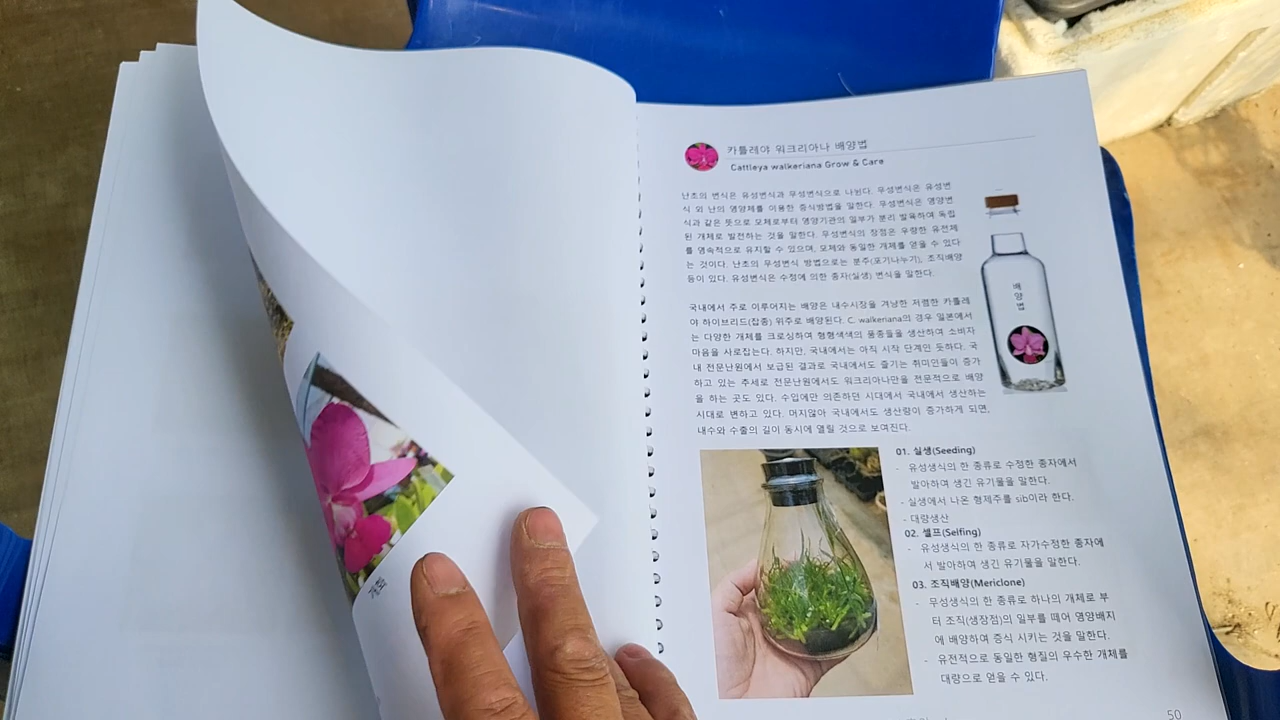 카틀레야 워크리아나 배양법
Cattleya walkeriana Grow & Care
난초의 번식은 유성번식과 무성번식으로 나뉜다. 무성번식은 유성번
식 외 난의 영양체를 이용한 증식방법을 말한다. 무성번식은 영양번
식과 같은 뜻으로 모체로부터 영양기관의 일부가 분리 발육하여 독립
된 개체로 발전하는 것을 말한다. 무성번식의 장점은 우량한 유전체
를 영속적으로 유지할 수 있으며, 모체와 동일한 개체를 얻을 수 있다
는 것이다. 난초의 무성번식 방법으로는 분주(포기나누기), 조직배양
등이 있다. 유성번식은 수정에 의한 종자(실생) 번식을 말한다.
배양법
국내에서 주로 이루어지는 배양은 내수시장을 겨냥한 저렴한 카틀레
야 하이브리드(잡종) 위주로 배양된다. C. walkeriana의 경우 일본에서
는 다양한 개체를 크로싱하여 형형색색의 품종들을 생산하여 소비자
마음을 사로잡는다. 하지만, 국내에서는 아직 시작 단계인 듯하다. 국
내 전문난원에서 보급된 결과로 국내에서도 즐기는 취미인들이 증가
하고 있는 추세로 전문난원에서도 워크리아나만을 전문적으로 배양
을 하는 곳도 있다. 수입에만 의존하던 시대에서 국내에서 생산하는
시대로 변하고 있다. 머지않아 국내에서도 생산량이 증가하게 되면,
내수와 수출의 길이 동시에 열릴 것으로 보여진다.
01. 실생(Seeding)
- 유성생식의 한 종류로 수정한 종자에서
발아하여 생긴 유기물을 말한다.
- 실생에서 나온 형제주를 sib이라 한다.
- 대량생산
02. 셀프(Selfing)
- 유성생식의 한 종류로 자가수정한 종자에
서 발아하여 생긴 유기물을 말한다.
03. 조직배양(Mericlone)
- 무성생식의 한 종류로 하나의 개체로 부
터 조직(생장점)의 일부를 떼어 영양배지
에 배양하여 증식 시키는 것을 말한다.
- 유전적으로 동일한 형질의 우수한 개체를
대량으로 얻을 수 있다.
50